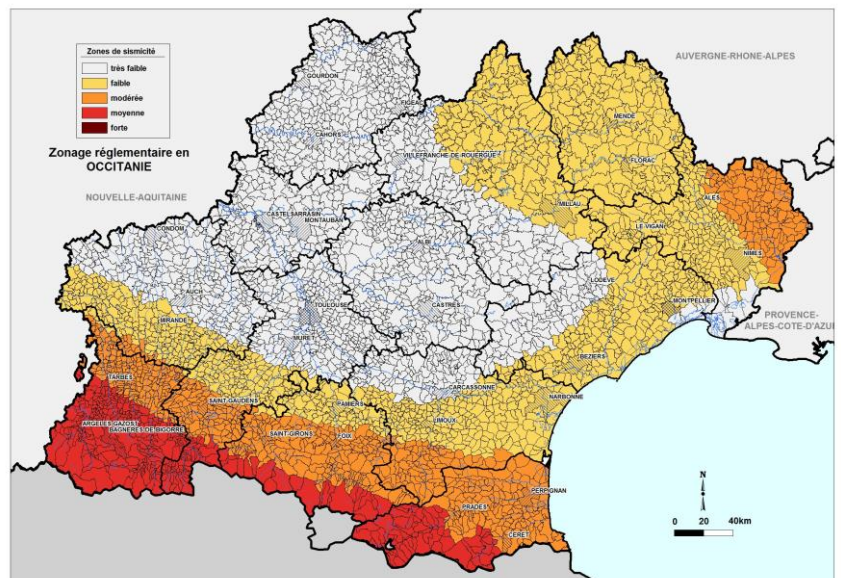 Zones de sismicité
très faible
faible
modérée
moyenne
forte
Zonage réglementaire en
OCCITANIE
NOUVELLE-AQUITAINE
AUVERGNE-RHONE-ALPES
PROVENCE-
ALPES-COTE-D'AZUR
GOURDON
FIGEAC
CAHORS
VILLEFRANCHE-DE-ROUERGUE
MENDE
FLORAC
ALES
MILLAU
LE VIGAN
NIMES
CASTELSARRASIN
MONTAUBAN
CONDOM
ALBI
AUCH
TOULOUSE
CASTRES
LODEVE
MONTPELLIER
MIRANDE
MURET
BEZIERS
TARBES
CARCASSONNE
NARBONNE
SAINT-GAUDENS
PAMIERS
LIMOUX
ARGELES GAZOST
BAGNERES DE BIGORRE
SAINT-GIRONS
FOIX
PERPIGNAN
PRADES
CERET
N
0 20 40km